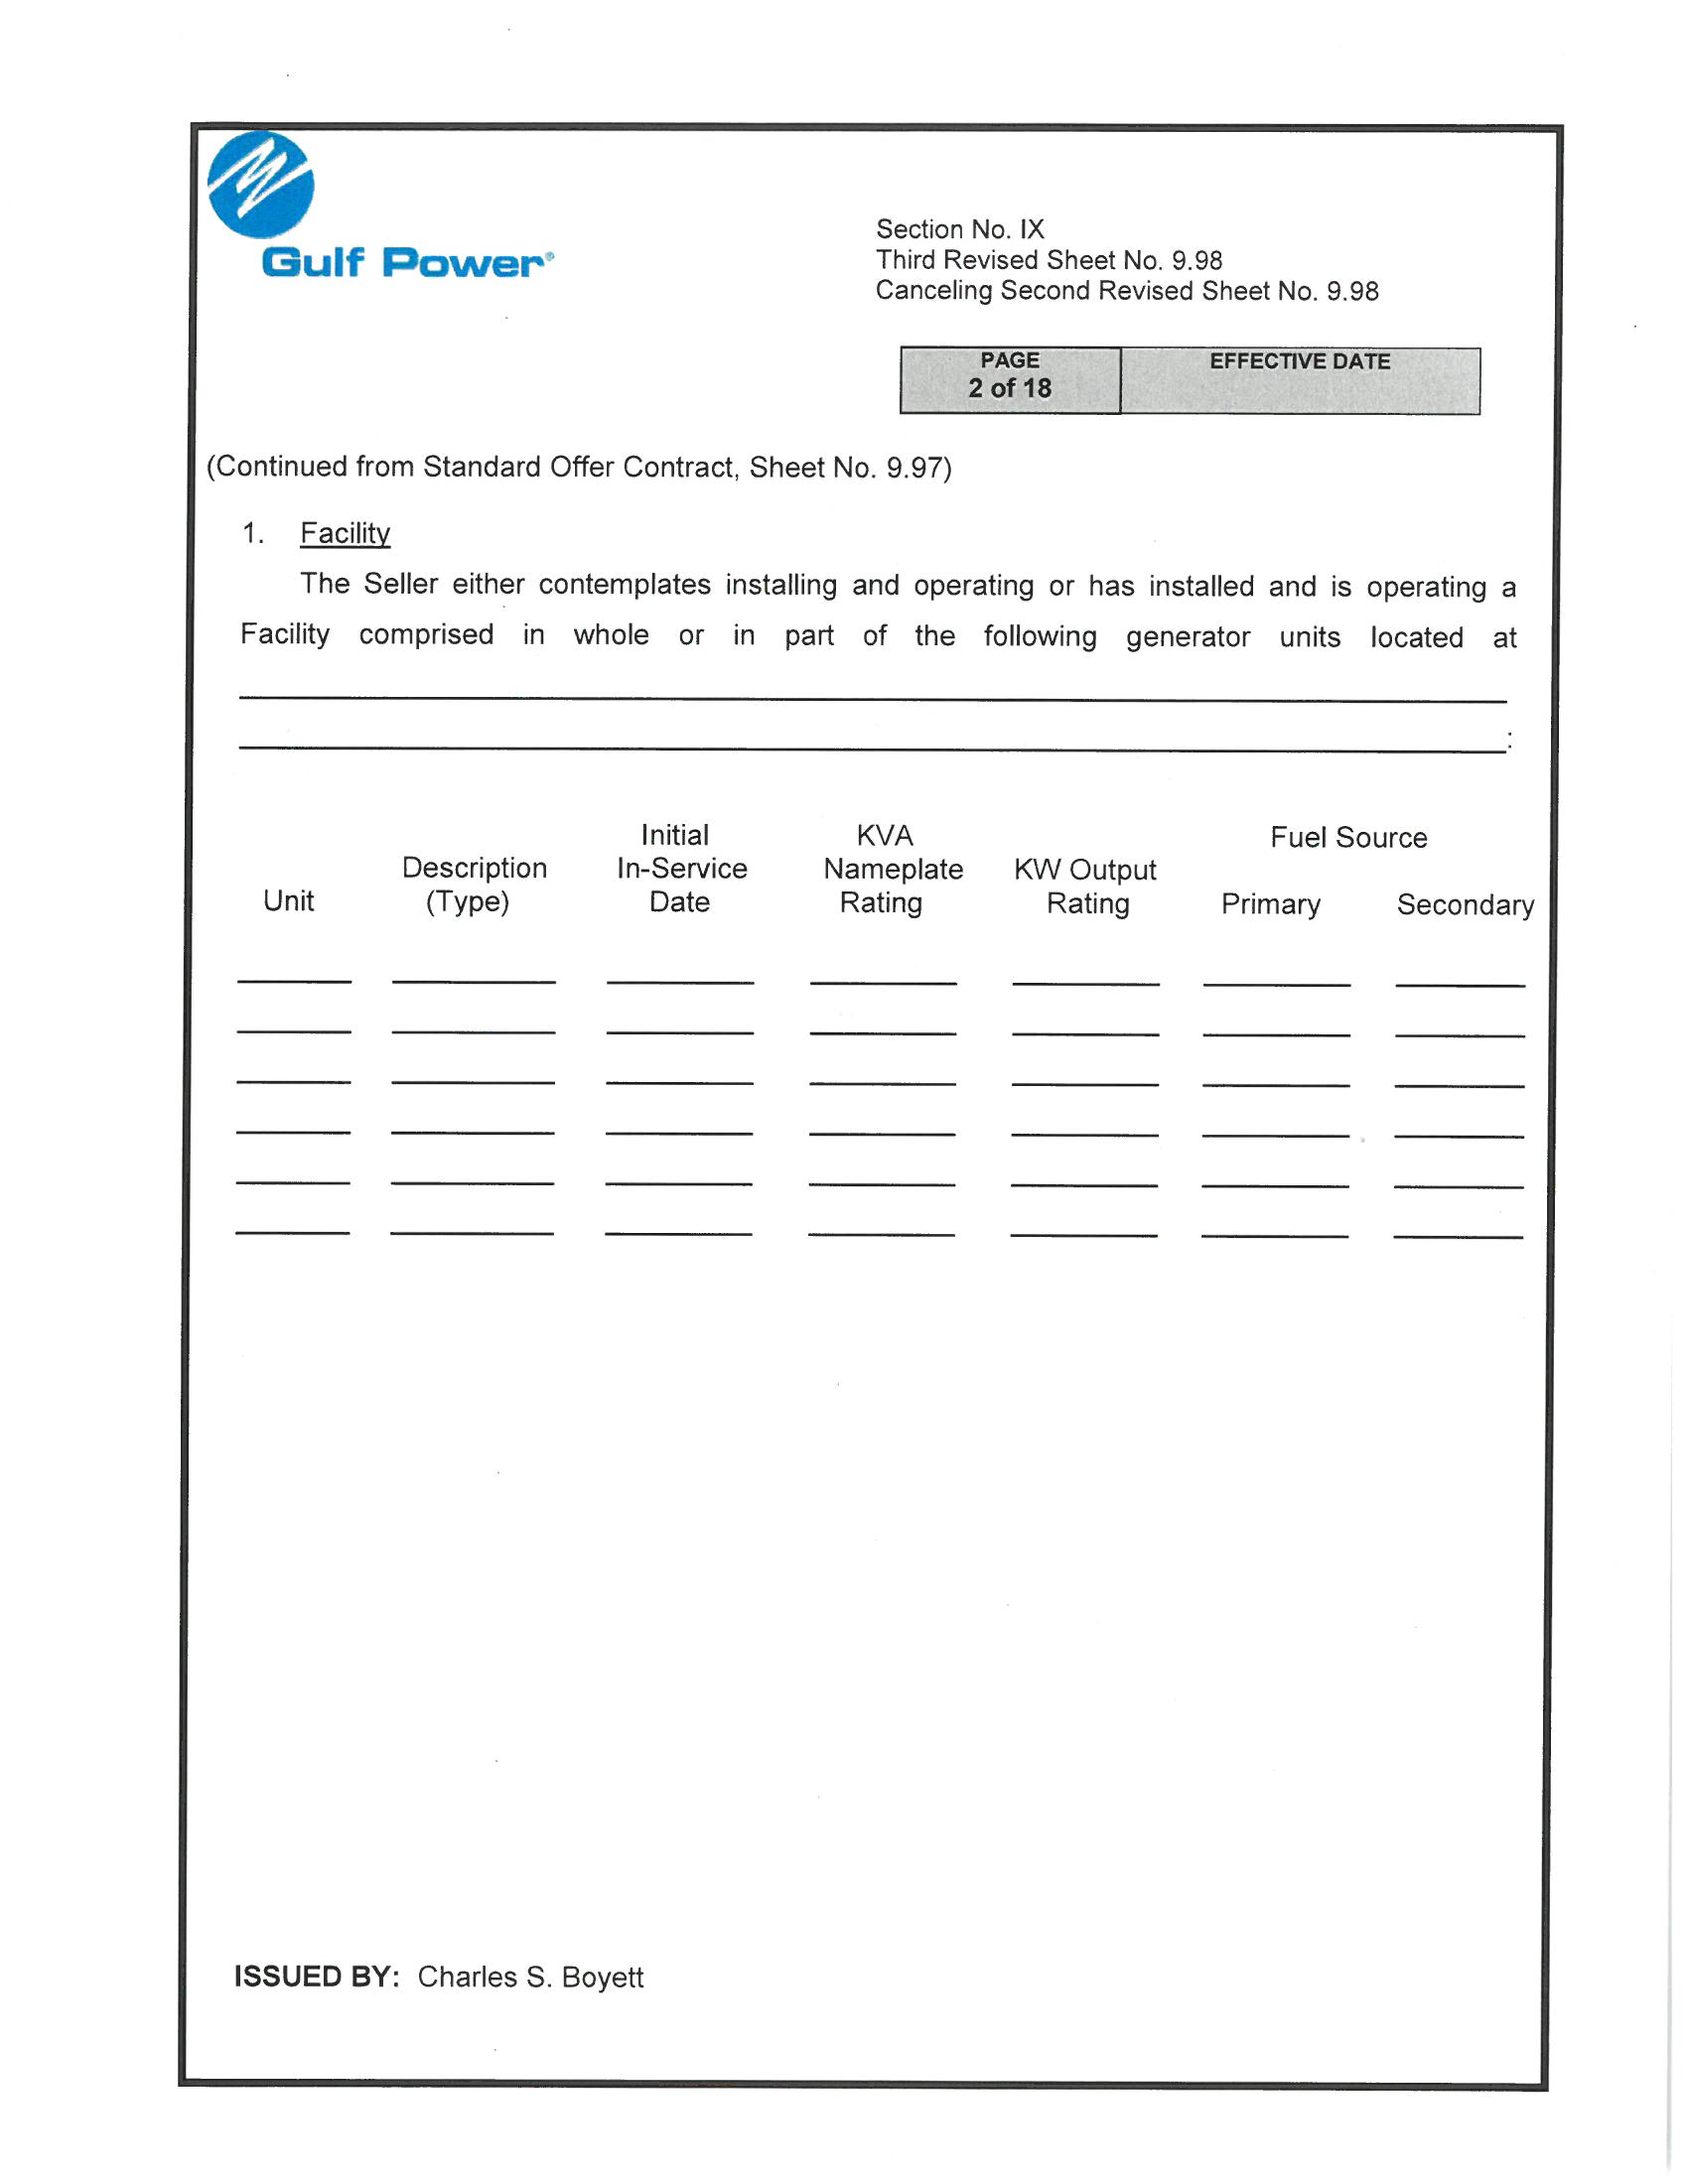 Gulf Power®
Section No. IX
Third Revised Sheet No. 9.98
Canceling Second Revised Sheet No. 9.98
PAGE
2 of 18
EFFECTIVE DATE
(Continued from Standard Offer Contract, Sheet No. 9.97)
1. Facility
The Seller either contemplates installing and operating or has installed and is operating a
Facility comprised in whole or in part of the following generator units located at
:
Unit
Description
(Type)
Initial
In-Service
Date
KVA
Nameplate
Rating
KW Output
Rating
Fuel Source
Primary
Secondary
ISSUED BY: Charles S. Boyett